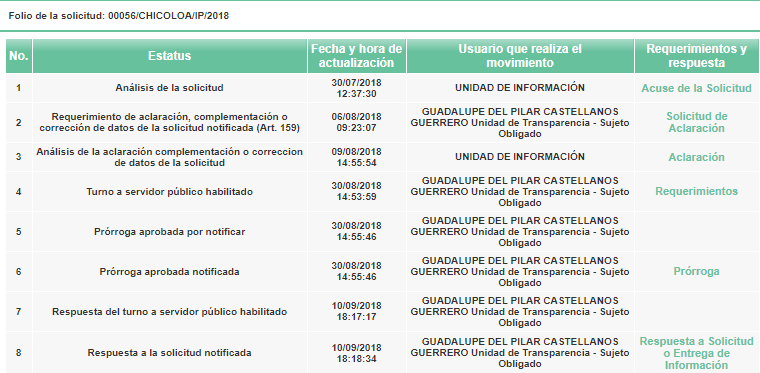 Folio de la solicitud: 00056/CHICOLOA/IP/2018
No. Estatus Fecha y hora de actualización Usuario que realiza el movimiento Requerimientos y respuesta
1 Análisis de la solicitud 30/07/2018 12:37:30 UNIDAD DE INFORMACIÓN Acuse de la Solicitud
2 Requerimiento de aclaración, complementación o corrección de datos de la solicitud notificada (Art. 159) 06/08/2018 09:23:07 GUADALUPE DEL PILAR CASTELLANOS GUERRERO Unidad de Transparencia - Sujeto Obligado Solicitud de Aclaración
3 Análisis de la aclaración complementación o correccion de datos de la solicitud 09/08/2018 14:55:54 UNIDAD DE INFORMACIÓN Aclaración
4 Turno a servidor público habilitado 30/08/2018 14:53:59 GUADALUPE DEL PILAR CASTELLANOS GUERRERO Unidad de Transparencia - Sujeto Obligado Requerimientos
5 Prórroga aprobada por notificar 30/08/2018 14:55:46 GUADALUPE DEL PILAR CASTELLANOS GUERRERO Unidad de Transparencia - Sujeto Obligado
6 Prórroga aprobada notificada 30/08/2018 14:55:46 GUADALUPE DEL PILAR CASTELLANOS GUERRERO Unidad de Transparencia - Sujeto Obligado Prórroga
7 Respuesta del turno a servidor público habilitado 10/09/2018 18:17:17 GUADALUPE DEL PILAR CASTELLANOS GUERRERO Unidad de Transparencia - Sujeto Obligado
8 Respuesta a la solicitud notificada 10/09/2018 18:18:34 GUADALUPE DEL PILAR CASTELLANOS GUERRERO Unidad de Transparencia - Sujeto Obligado Respuesta a Solicitud o Entrega de Información